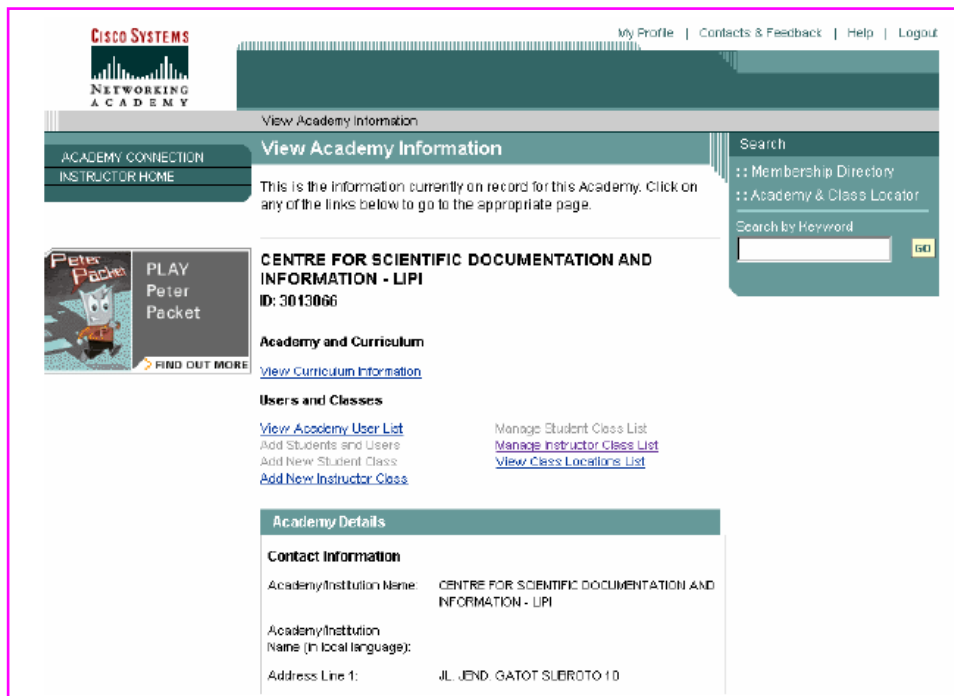 CISCO SYSTEMS
NETWORKING
ACADEMY
My Profile | Contacts & Feedback | Help | Logout
View Academy Information
ACADEMY CONNECTION
INSTRUCTOR HOME
Peter
Packet
PLAY
Peter
Packet
FIND OUT MORE
View Academy Information
This is the information currently on record for this Academy. Click on
any of the links below to go to the appropriate page.
CENTRE FOR SCIENTIFIC DOCUMENTATION AND
INFORMATION - LIPI
ID: 3013066
Academy and Curriculum
View Curriculum Information
Users and Classes
View Academy User List
Add Students and Users
Add New Student Class
Add New Instructor Class
Manage Student Class List
Manage Instructor Class List
View Class Locations List
Academy Details
Contact Information
Academy/Institution Name: CENTRE FOR SCIENTIFIC DOCUMENTATION AND
INFORMATION - LIPI
Academy/Institution
Name (in local language):
Address Line 1: JL. JEND. GATOT SUBROTO 10
Search
:: Membership Directory
:: Academy & Class Locator
Search by Keyword
GO